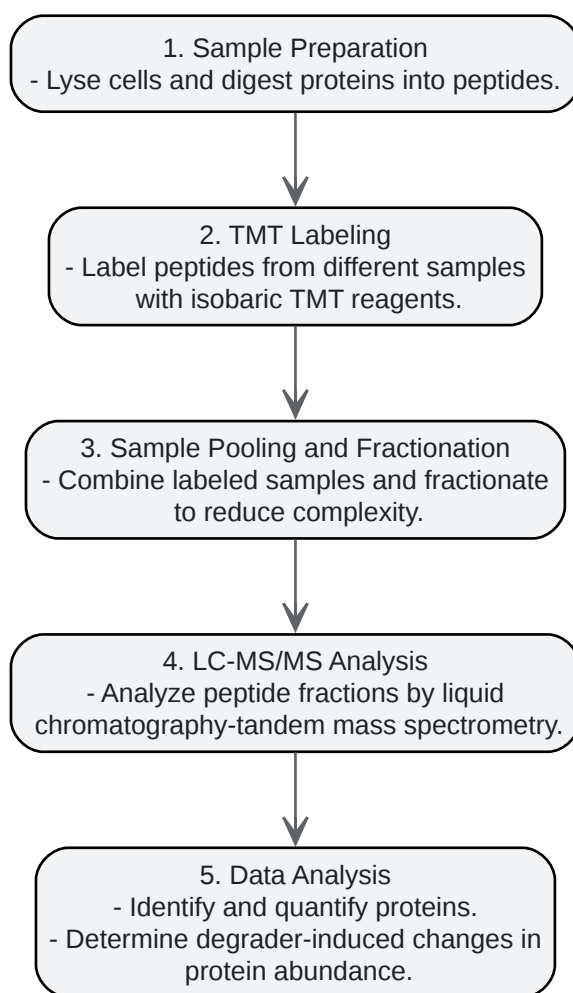 1. Sample Preparation
- Lyse cells and digest proteins into peptides.
2. TMT Labeling
- Label peptides from different samples
with isobaric TMT reagents.
3. Sample Pooling and Fractionation
- Combine labeled samples and fractionate
to reduce complexity.
4. LC-MS/MS Analysis
- Analyze peptide fractions by liquid
chromatography-tandem mass spectrometry.
5. Data Analysis
- Identify and quantify proteins.
- Determine degrader-induced changes in
protein abundance.